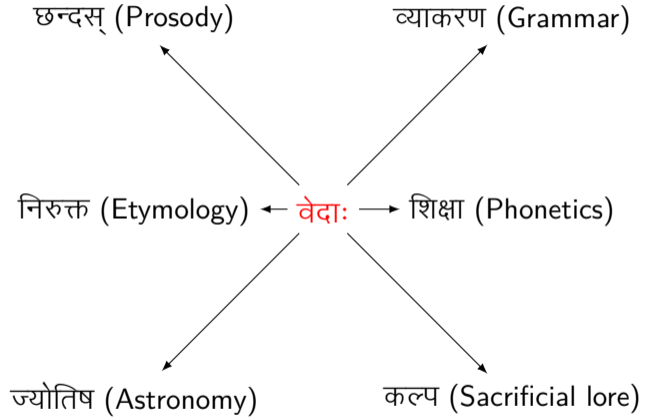 छन्दस् (Prosody)
व्याकरण (Grammar)
निरुक्त (Etymology)
वेदाः
शिक्षा (Phonetics)
ज्योतिष (Astronomy)
कल्प (Sacrificial lore)